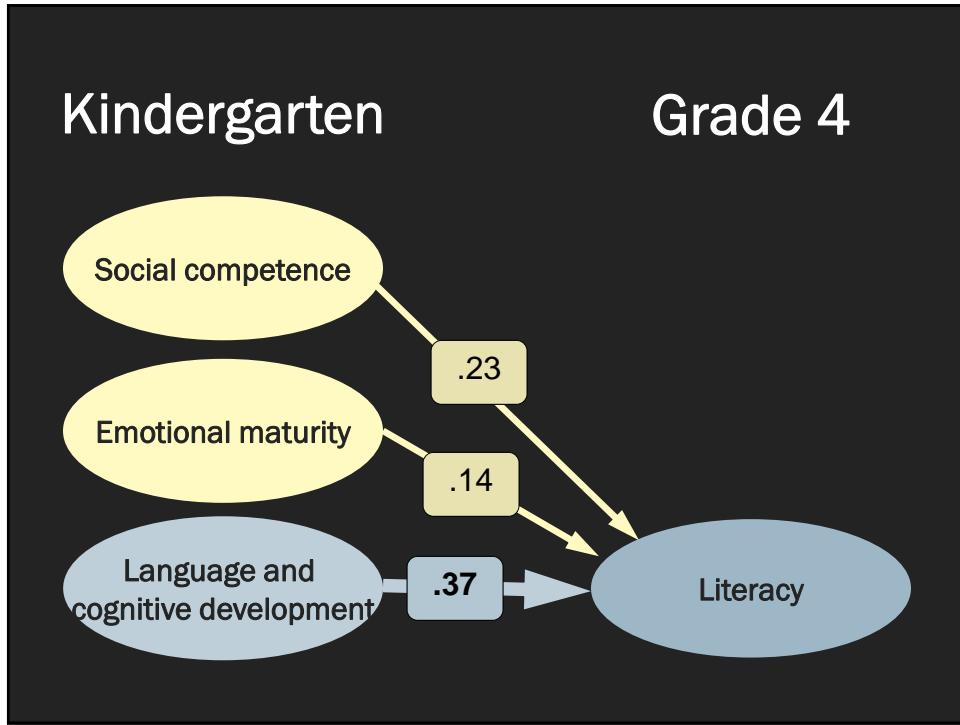 Kindergarten
Grade 4
Social competence
.23
Emotional maturity
.14
Language and
cognitive development
.37
Literacy